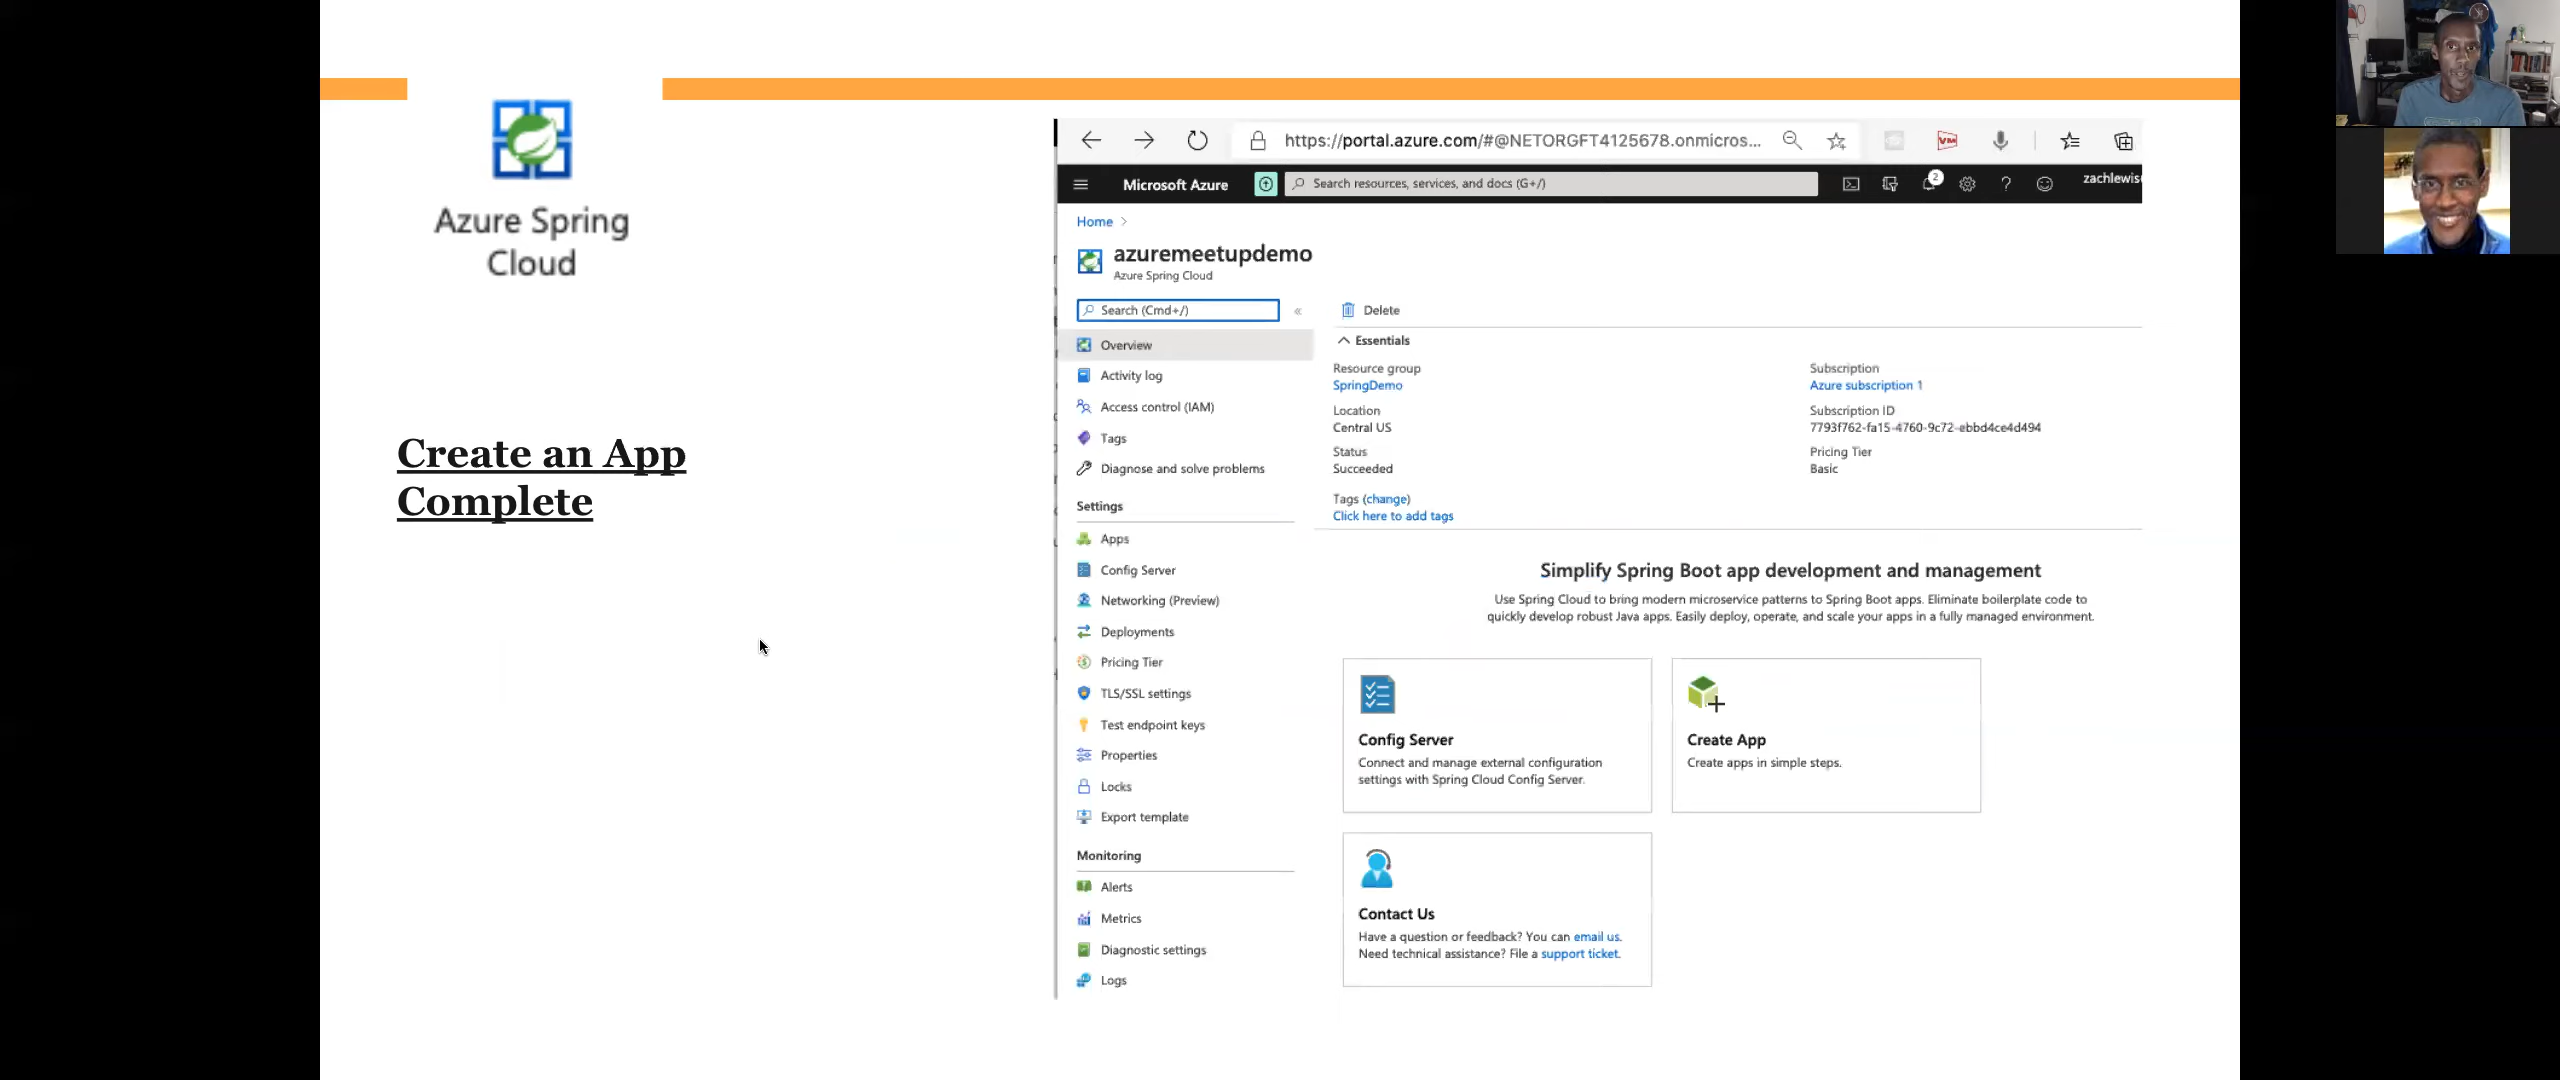 Azure Spring
Cloud
Create an App
Complete
https://portal.azure.com/#@NETORGFT4125678.onmicros...
VM
Microsoft Azure
Search resources, services, and docs (G+/)
2
zachlewis
Home >
azuremeetupdemo
Azure Spring Cloud
Search (Cmd+/)
«
Overview
Activity log
Access control (IAM)
Tags
Diagnose and solve problems
Settings
Apps
Config Server
Networking (Preview)
Deployments
Pricing Tier
TLS/SSL settings
Test endpoint keys
Properties
Locks
Export template
Monitoring
Alerts
Metrics
Diagnostic settings
Logs
Delete
Essentials
Resource group
SpringDemo
Location
Central US
Status
Succeeded
Tags (change)
Click here to add tags
Subscription
Azure subscription 1
Subscription ID
7793f762-fa15-4760-9c72-ebbd4ce4d494
Pricing Tier
Basic
Simplify Spring Boot app development and management
Use Spring Cloud to bring modern microservice patterns to Spring Boot apps. Eliminate boilerplate code to
quickly develop robust Java apps. Easily deploy, operate, and scale your apps in a fully managed environment.
Config Server
Connect and manage external configuration
settings with Spring Cloud Config Server.
Create App
Create apps in simple steps.
Contact Us
Have a question or feedback? You can email us.
Need technical assistance? File a support ticket.